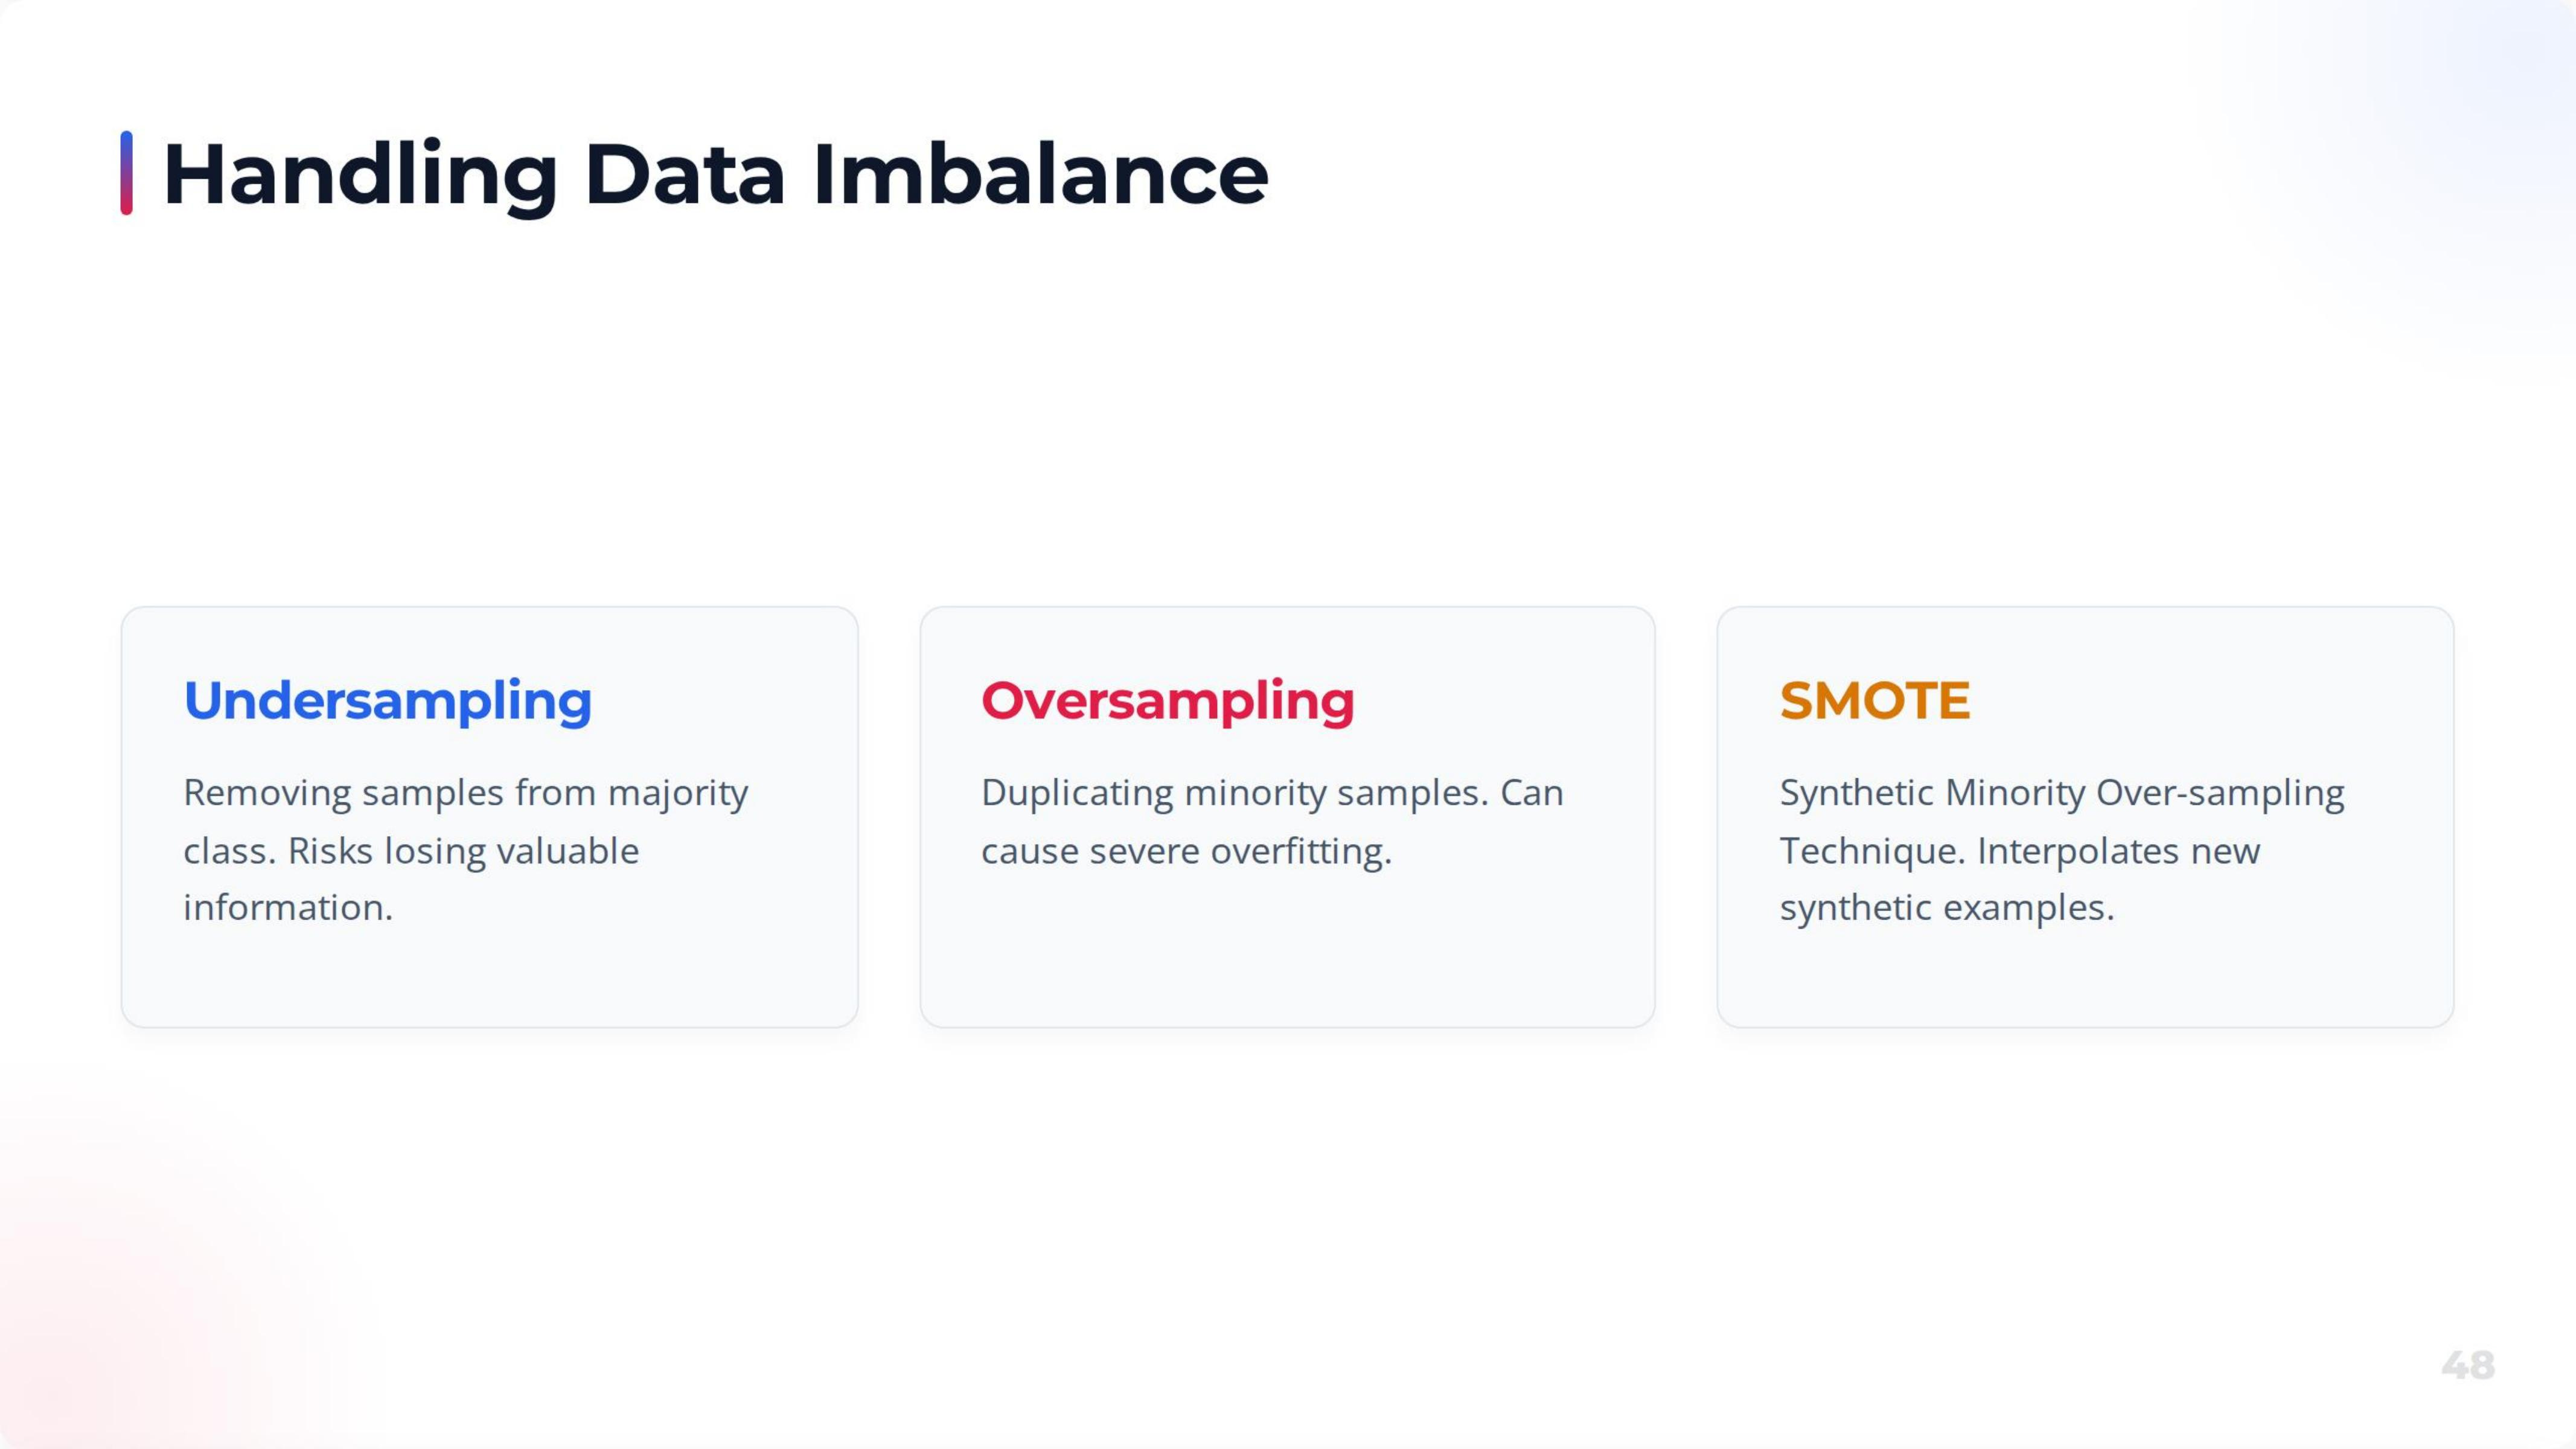 Handling Data Imbalance
Undersampling
Removing samples from majority
class. Risks losing valuable
information.
Oversampling
Duplicating minority samples. Can
cause severe overfitting.
SMOTE
Synthetic Minority Over-sampling
Technique. Interpolates new
synthetic examples.
48